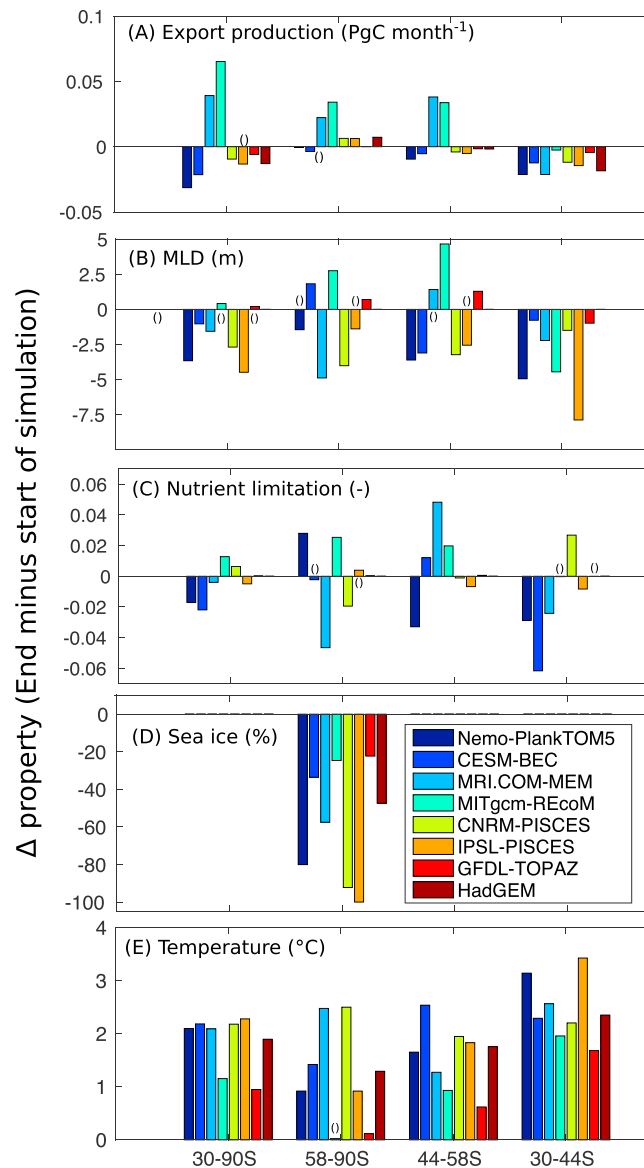 Δ property (End minus start of simulation)
(A) Export production (PgC month⁻¹)
0.1
0.05
0
-0.05
()
()
(B) MLD (m)
5
2.5
0
-2.5
-5
-7.5
() () () () () () ()
(C) Nutrient limitation (-)
0.06
0.04
0.02
0
-0.02
-0.04
-0.06
() () () ()
(D) Sea ice (%)
0
-20
-40
-60
-80
-100
Nemo-PlankTOM5
CESM-BEC
MRI.COM-MEM
MITgcm-REcoM
CNRM-PISCES
IPSL-PISCES
GFDL-TOPAZ
HadGEM
(E) Temperature (°C)
4
3
2
1
0
()
30-90S 58-90S 44-58S 30-44S